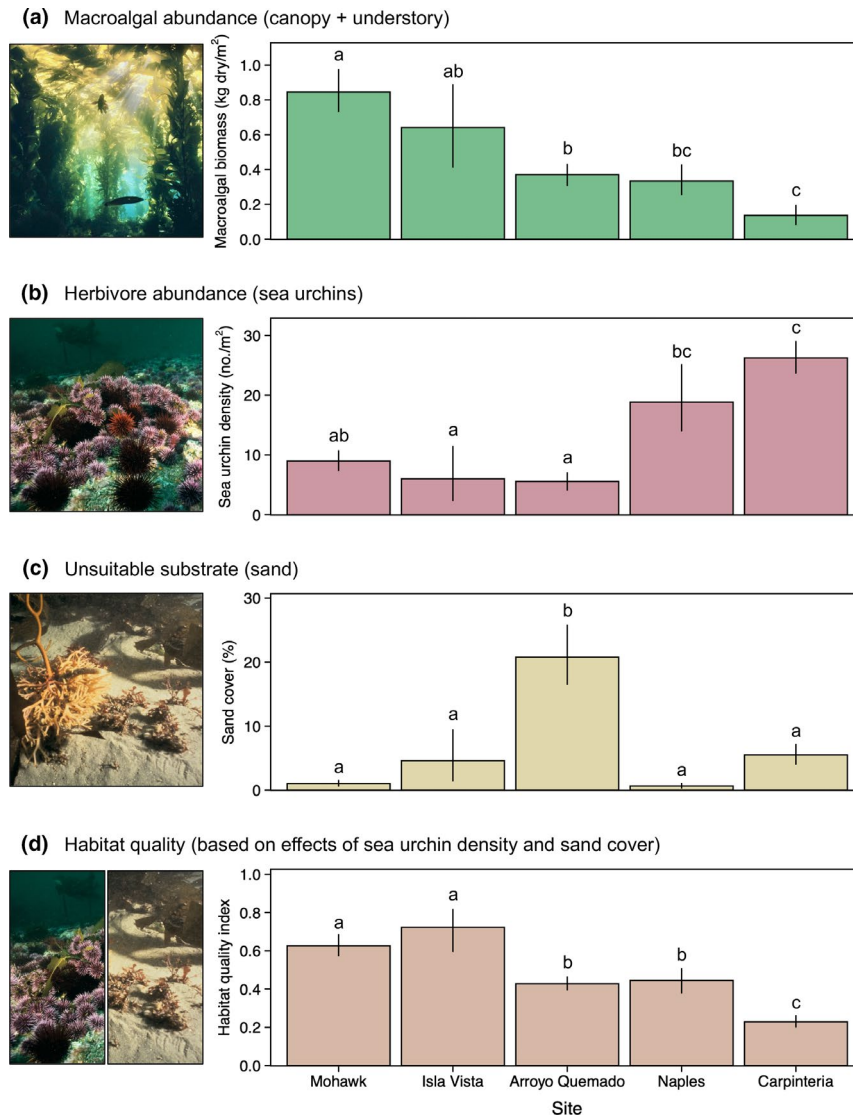 (a) Macroalgal abundance (canopy + understory)
Macroalgal biomass (kg dry/m²)
1.0
0.8
0.6
0.4
0.2
0.0
a
ab
b
bc
c
(b) Herbivore abundance (sea urchins)
Sea urchin density (no./m²)
30
20
10
0
ab
a
a
bc
c
(c) Unsuitable substrate (sand)
Sand cover (%)
30
20
10
0
a
a
b
a
a
(d) Habitat quality (based on effects of sea urchin density and sand cover)
Habitat quality index
1.0
0.8
0.6
0.4
0.2
0.0
a
a
b
b
c
Mohawk Isla Vista Arroyo Quemado Naples Carpinteria
Site